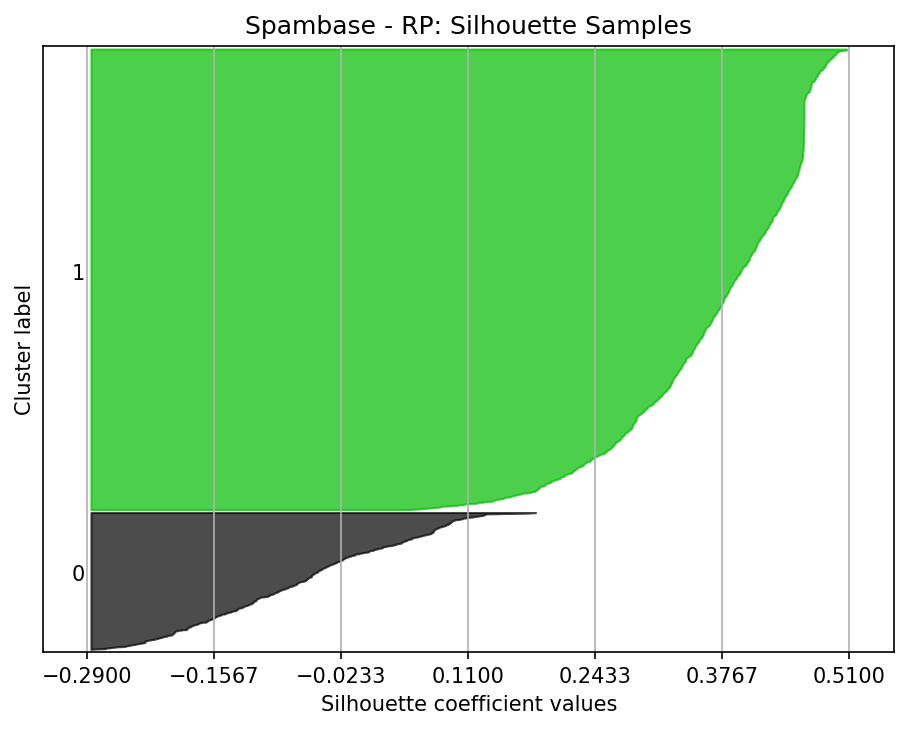 Spambase - RP: Silhouette Samples
Cluster label
1
0
−0.2900 −0.1567 −0.0233 0.1100 0.2433 0.3767 0.5100
Silhouette coefficient values